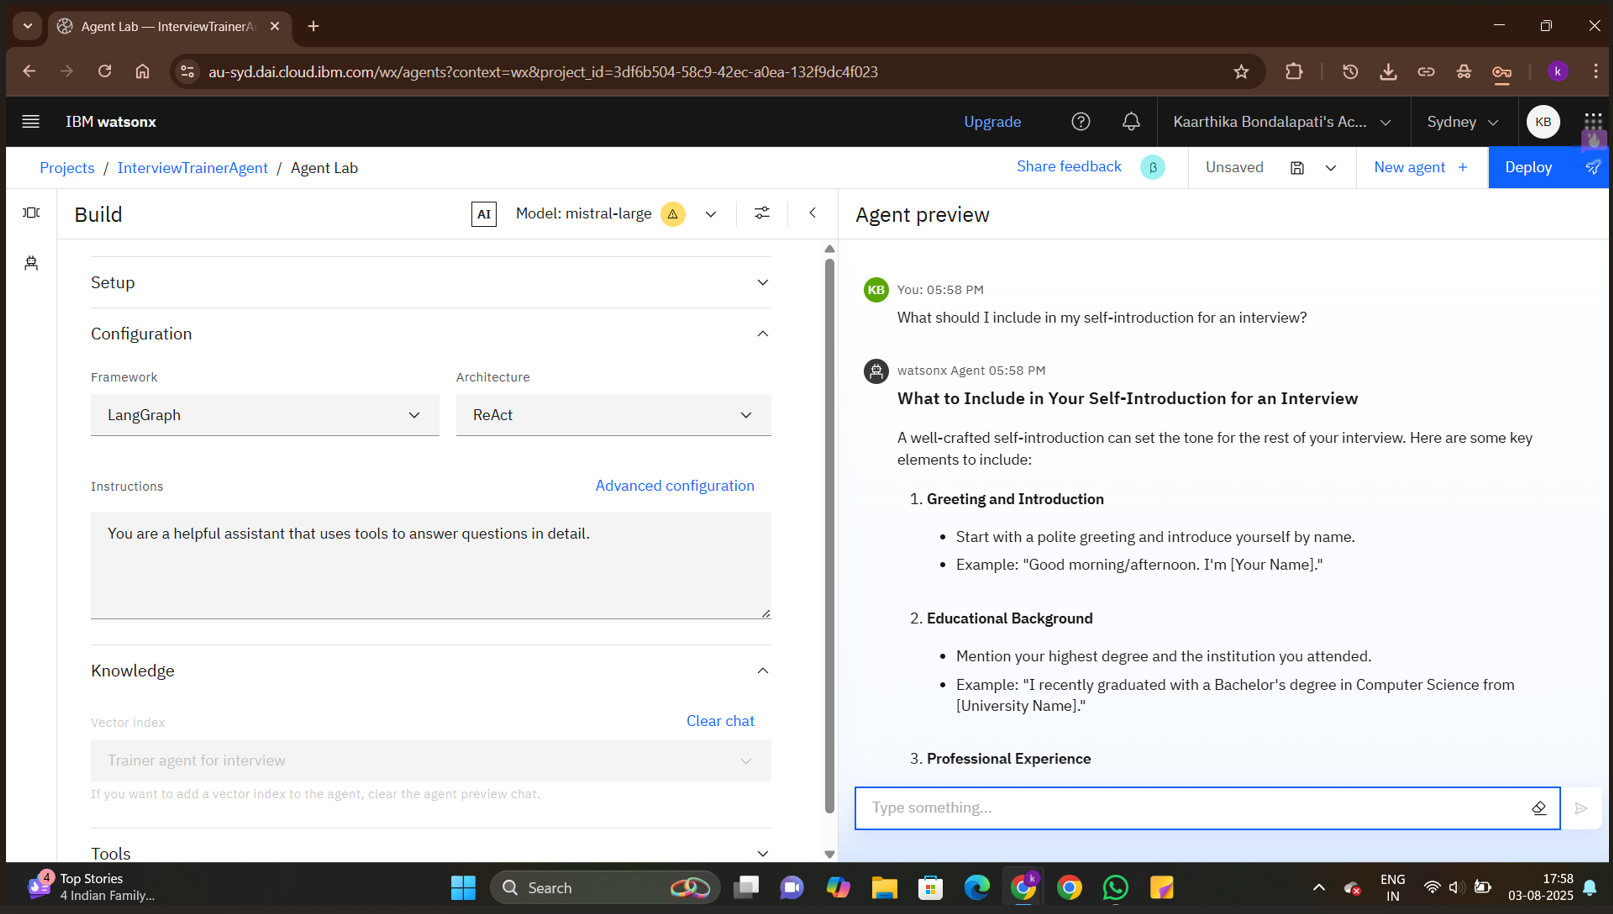 Agent Lab — InterviewTrainerA
au-syd.dai.cloud.ibm.com/wx/agents?context=wx&project_id=3df6b504-58c9-42ec-a0ea-132f9dc4f023
k
IBM watsonx
Upgrade
Kaarthika Bondalapati's Ac...
Sydney
KB
Projects / InterviewTrainerAgent / Agent Lab
Share feedback
β
Unsaved
New agent +
Deploy
Build
AI
Model: mistral-large
Agent preview
Setup
Configuration
Framework
Architecture
LangGraph
ReAct
Instructions
Advanced configuration
You are a helpful assistant that uses tools to answer questions in detail.
Knowledge
Vector index
Clear chat
Trainer agent for interview
If you want to add a vector index to the agent, clear the agent preview chat.
Tools
KB
You: 05:58 PM
What should I include in my self-introduction for an interview?
watsonx Agent 05:58 PM
What to Include in Your Self-Introduction for an Interview
A well-crafted self-introduction can set the tone for the rest of your interview. Here are some key
elements to include:
1. Greeting and Introduction
• Start with a polite greeting and introduce yourself by name.
• Example: "Good morning/afternoon. I'm [Your Name]."
2. Educational Background
• Mention your highest degree and the institution you attended.
• Example: "I recently graduated with a Bachelor's degree in Computer Science from
[University Name]."
3. Professional Experience
Type something...
4
Top Stories
4 Indian Family...
Search
k
ENG
IN
17:58
03-08-2025